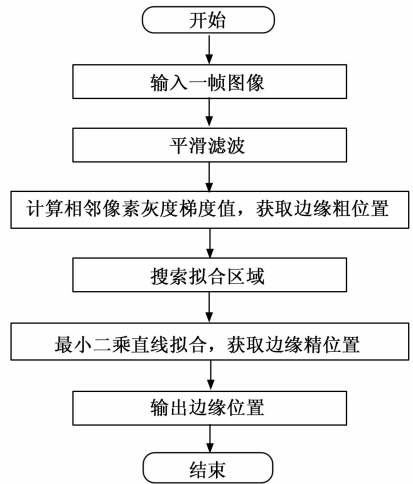 开始
输入一帧图像
平滑滤波
计算相邻像素灰度梯度值，获取边缘粗位置
搜索拟合区域
最小二乘直线拟合，获取边缘精位置
输出边缘位置
结束